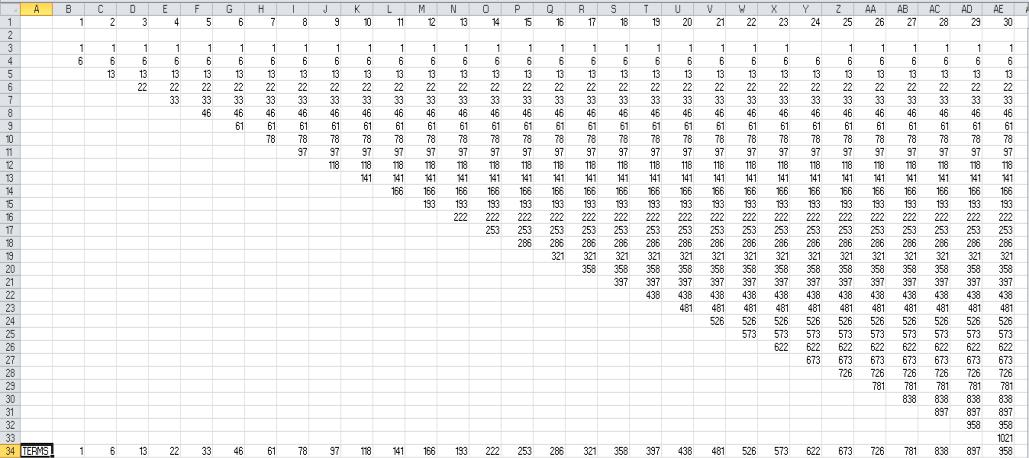 A B C D E F G H I J K L M N O P Q R S T U V W X Y Z AA AB AC AD AE
1 1 2 3 4 5 6 7 8 9 10 11 12 13 14 15 16 17 18 19 20 21 22 23 24 25 26 27 28 29 30
2
3 1 1 1 1 1 1 1 1 1 1 1 1 1 1 1 1 1 1 1 1 1 1 1 1 1 1 1 1 1
4 6 6 6 6 6 6 6 6 6 6 6 6 6 6 6 6 6 6 6 6 6 6 6 6 6 6 6 6 6 6
5 13 13 13 13 13 13 13 13 13 13 13 13 13 13 13 13 13 13 13 13 13 13 13 13 13 13 13 13 13
6 22 22 22 22 22 22 22 22 22 22 22 22 22 22 22 22 22 22 22 22 22 22 22 22 22 22 22 22
7 33 33 33 33 33 33 33 33 33 33 33 33 33 33 33 33 33 33 33 33 33 33 33 33 33 33 33
8 46 46 46 46 46 46 46 46 46 46 46 46 46 46 46 46 46 46 46 46 46 46 46 46 46 46
9 61 61 61 61 61 61 61 61 61 61 61 61 61 61 61 61 61 61 61 61 61 61 61 61 61
10 78 78 78 78 78 78 78 78 78 78 78 78 78 78 78 78 78 78 78 78 78 78 78 78
11 97 97 97 97 97 97 97 97 97 97 97 97 97 97 97 97 97 97 97 97 97 97 97
12 118 118 118 118 118 118 118 118 118 118 118 118 118 118 118 118 118 118 118 118 118 118
13 141 141 141 141 141 141 141 141 141 141 141 141 141 141 141 141 141 141 141 141 141
14 166 166 166 166 166 166 166 166 166 166 166 166 166 166 166 166 166 166 166 166
15 193 193 193 193 193 193 193 193 193 193 193 193 193 193 193 193 193 193 193
16 222 222 222 222 222 222 222 222 222 222 222 222 222 222 222 222 222 222
17 253 253 253 253 253 253 253 253 253 253 253 253 253 253 253 253 253
18 286 286 286 286 286 286 286 286 286 286 286 286 286 286 286 286
19 321 321 321 321 321 321 321 321 321 321 321 321 321 321 321
20 358 358 358 358 358 358 358 358 358 358 358 358 358 358
21 397 397 397 397 397 397 397 397 397 397 397 397 397
22 438 438 438 438 438 438 438 438 438 438 438 438
23 481 481 481 481 481 481 481 481 481 481 481
24 526 526 526 526 526 526 526 526 526 526
25 573 573 573 573 573 573 573 573 573
26 622 622 622 622 622 622 622 622
27 673 673 673 673 673 673 673
28 726 726 726 726 726 726
29 781 781 781 781 781
30 838 838 838 838
31 897 897 897
32 958 958
33 1021
34 TERMS 1 6 13 22 33 46 61 78 97 118 141 166 193 222 253 286 321 358 397 438 481 526 573 622 673 726 781 838 897 958